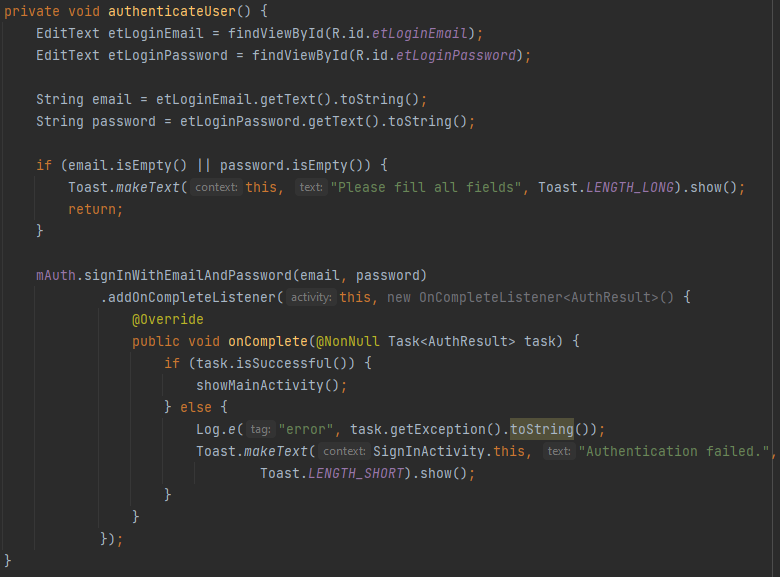 private void authenticateUser() {
EditText etLoginEmail = findViewById(R.id.etLoginEmail);
EditText etLoginPassword = findViewById(R.id.etLoginPassword);
String email = etLoginEmail.getText().toString();
String password = etLoginPassword.getText().toString();
if (email.isEmpty() || password.isEmpty()) {
Toast.makeText( context: this, text: "Please fill all fields", Toast.LENGTH_LONG).show();
return;
}
mAuth.signInWithEmailAndPassword(email, password)
.addOnCompleteListener( activity: this, new OnCompleteListener<AuthResult>() {
@Override
public void onComplete(@NonNull Task<AuthResult> task) {
if (task.isSuccessful()) {
showMainActivity();
} else {
Log.e( tag: "error", task.getException().toString());
Toast.makeText( context: SignInActivity.this, text: "Authentication failed.",
Toast.LENGTH_SHORT).show();
}
}
});
}